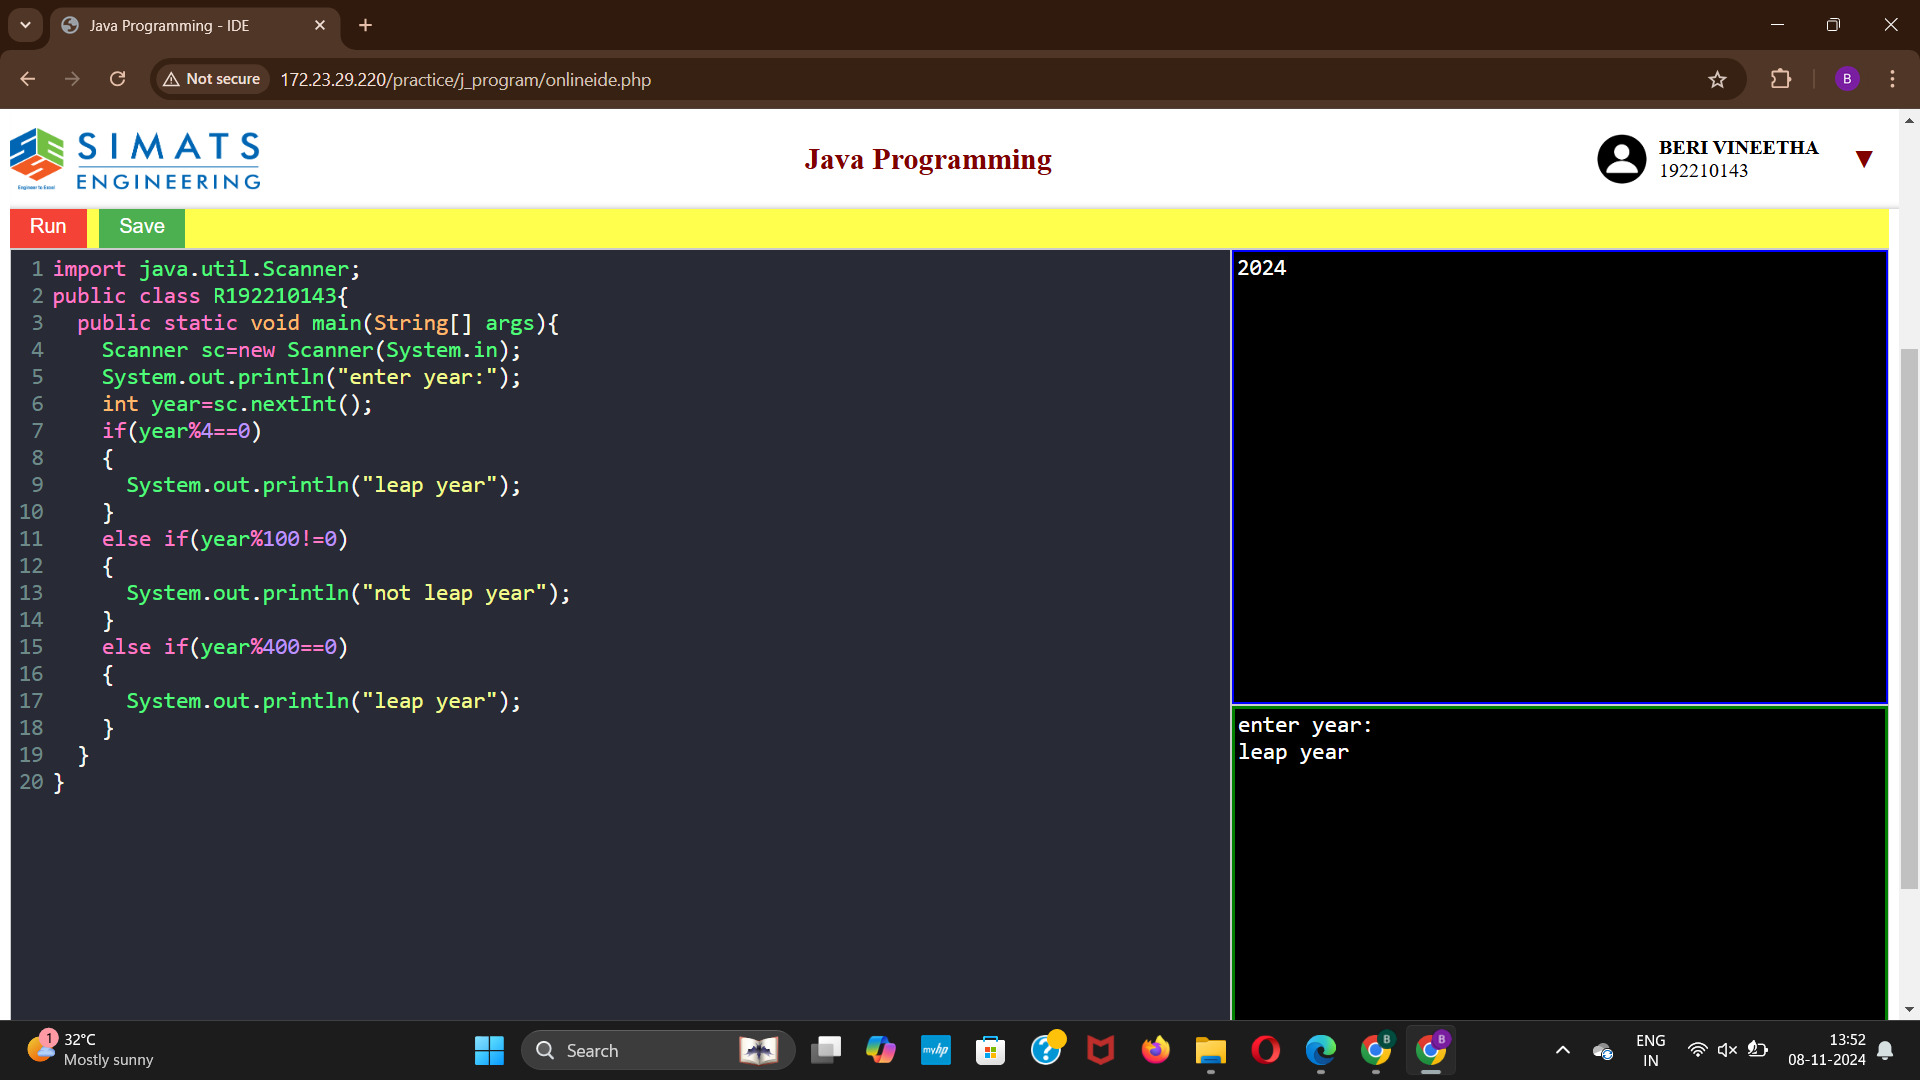 Java Programming - IDE
Not secure 172.23.29.220/practice/j_program/onlineide.php
B
SIMATS
ENGINEERING
Engineer to Excel
Java Programming
BERI VINEETHA
192210143
Run
Save
1 import java.util.Scanner;
2 public class R192210143{
3   public static void main(String[] args){
4     Scanner sc=new Scanner(System.in);
5     System.out.println("enter year:");
6     int year=sc.nextInt();
7     if(year%4==0)
8     {
9       System.out.println("leap year");
10     }
11     else if(year%100!=0)
12     {
13       System.out.println("not leap year");
14     }
15     else if(year%400==0)
16     {
17       System.out.println("leap year");
18     }
19   }
20 }
2024
enter year:
leap year
1
32°C
Mostly sunny
Search
myhp
B
B
ENG
IN
13:52
08-11-2024